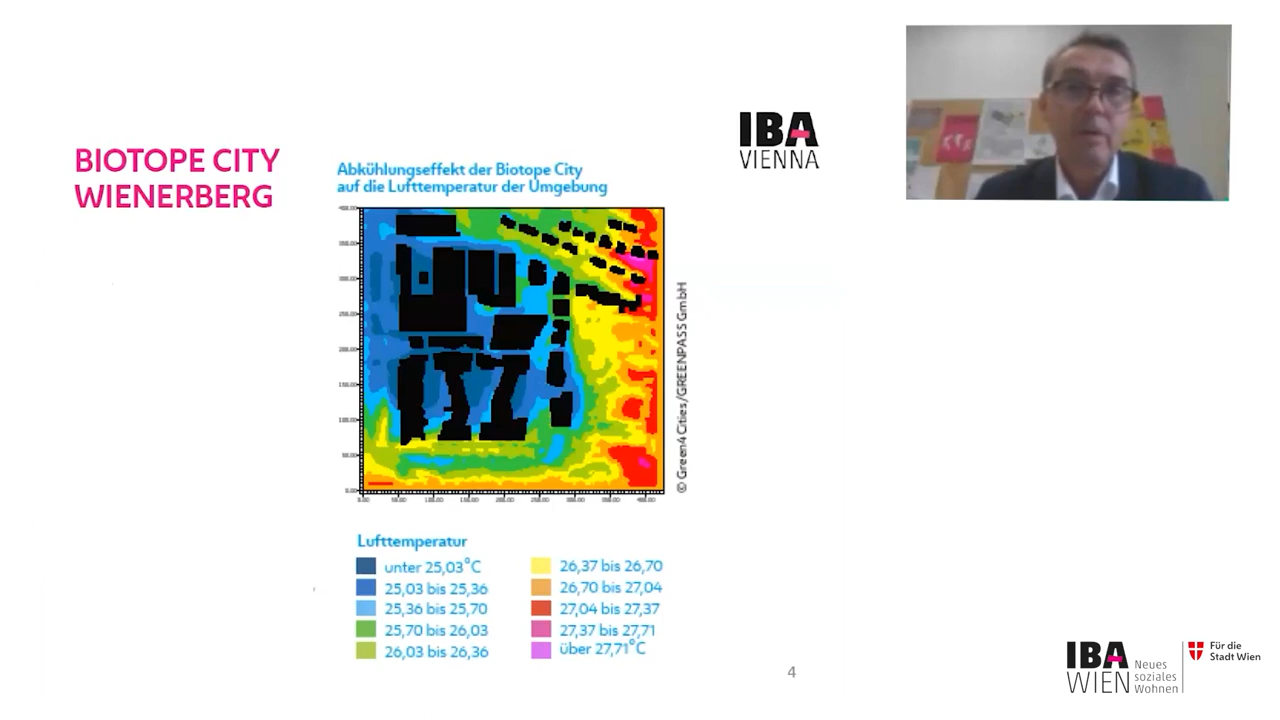 IBA
VIENNA
BIOTOPE CITY
WIENERBERG
Abkühlungseffekt der Biotope City
auf die Lufttemperatur der Umgebung
© Green4Cities/GREENPASS GmbH
Lufttemperatur
unter 25,03°C
25,03 bis 25,36
25,36 bis 25,70
25,70 bis 26,03
26,03 bis 26,36
26,37 bis 26,70
26,70 bis 27,04
27,04 bis 27,37
27,37 bis 27,71
über 27,71°C
4
IBA
WIEN
Neues
soziales
Wohnen
Für die
Stadt Wien